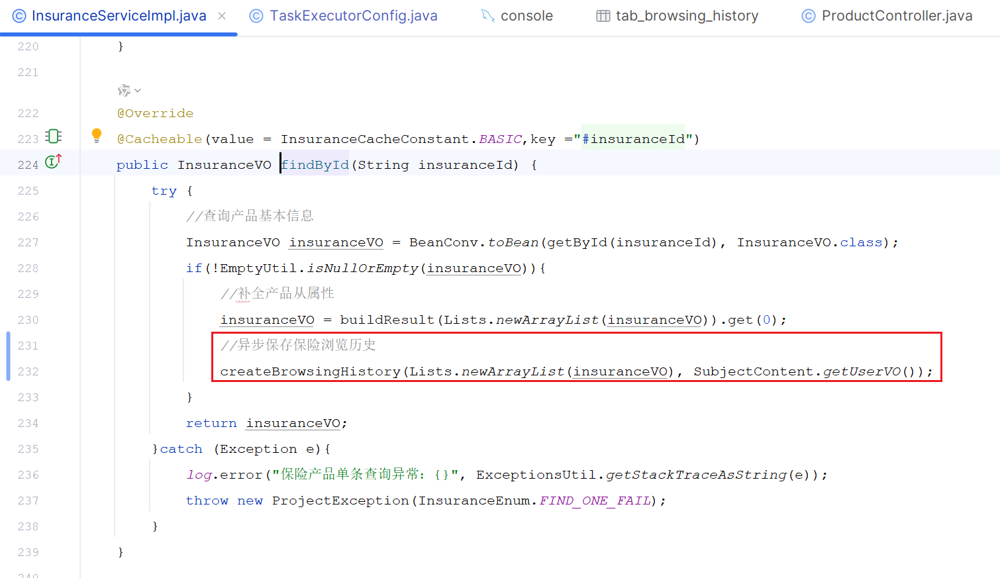 InsuranceServiceImpl.java
TaskExecutorConfig.java
console
tab_browsing_history
ProductController.java
220 }
221
222 @Override
223 @Cacheable(value = InsuranceCacheConstant.BASIC,key ="#insuranceId")
224 public InsuranceVO findById(String insuranceId) {
225 try {
226 //查询产品基本信息
227 InsuranceVO insuranceVO = BeanConv.toBean(getById(insuranceId), InsuranceVO.class);
228 if(!EmptyUtil.isNullOrEmpty(insuranceVO)){
229 //补全产品从属性
230 insuranceVO = buildResult(Lists.newArrayList(insuranceVO)).get(0);
231 //异步保存保险浏览历史
232 createBrowsingHistory(Lists.newArrayList(insuranceVO), SubjectContent.getUserVO());
233 }
234 return insuranceVO;
235 }catch (Exception e){
236 log.error("保险产品单条查询异常：{}", ExceptionsUtil.getStackTraceAsString(e));
237 throw new ProjectException(InsuranceEnum.FIND_ONE_FAIL);
238 }
239 }
240